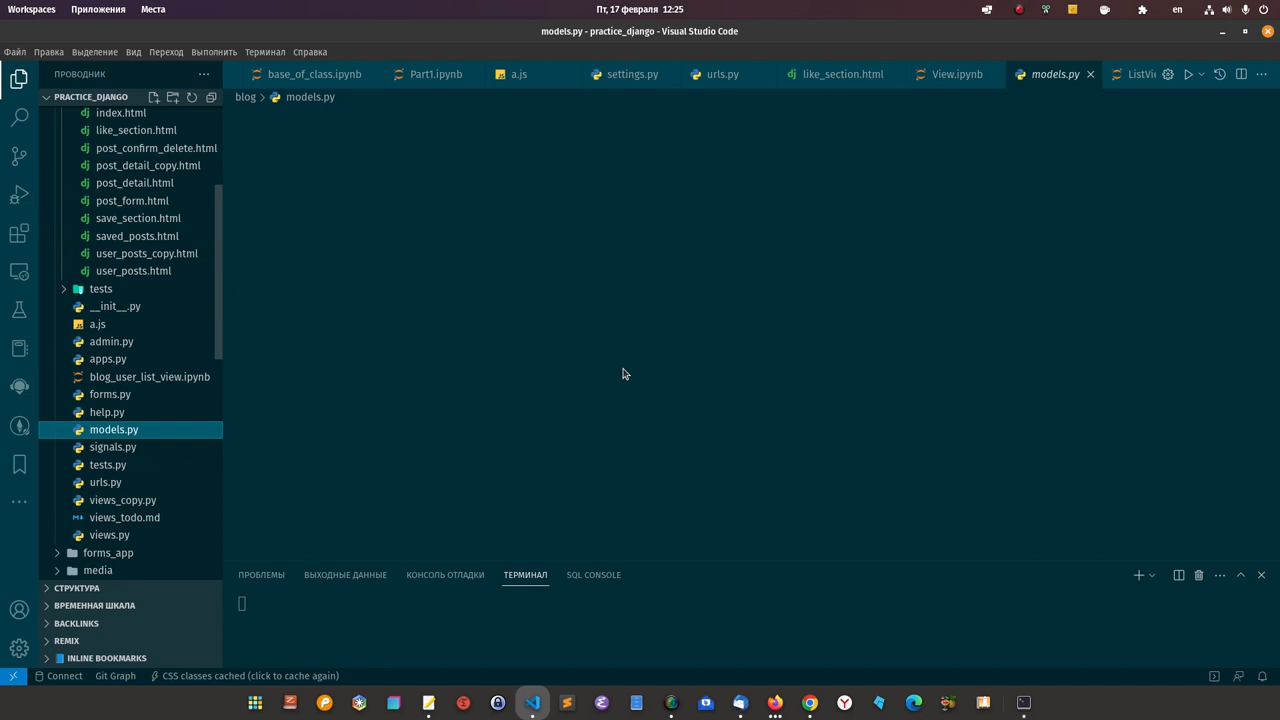 Workspaces Приложения Места Пт, 17 февраля 12:25 en
models.py - practice_django - Visual Studio Code
Файл Правка Выделение Вид Переход Выполнить Терминал Справка
ПРОВОДНИК
base_of_class.ipynb Part1.ipynb a.js settings.py urls.py like_section.html View.ipynb models.py ListVi
PRACTICE_DJANGO
blog models.py
index.html
like_section.html
post_confirm_delete.html
post_detail_copy.html
post_detail.html
post_form.html
save_section.html
saved_posts.html
user_posts_copy.html
user_posts.html
tests
__init__.py
a.js
admin.py
apps.py
blog_user_list_view.ipynb
forms.py
help.py
models.py
signals.py
tests.py
urls.py
views_copy.py
views_todo.md
views.py
forms_app
media
ПРОБЛЕМЫ ВЫХОДНЫЕ ДАННЫЕ КОНСОЛЬ ОТЛАДКИ ТЕРМИНАЛ SQL CONSOLE
СТРУКТУРА
ВРЕМЕННАЯ ШКАЛА
BACKLINKS
REMIX
INLINE BOOKMARKS
Connect Git Graph CSS classes cached (click to cache again)